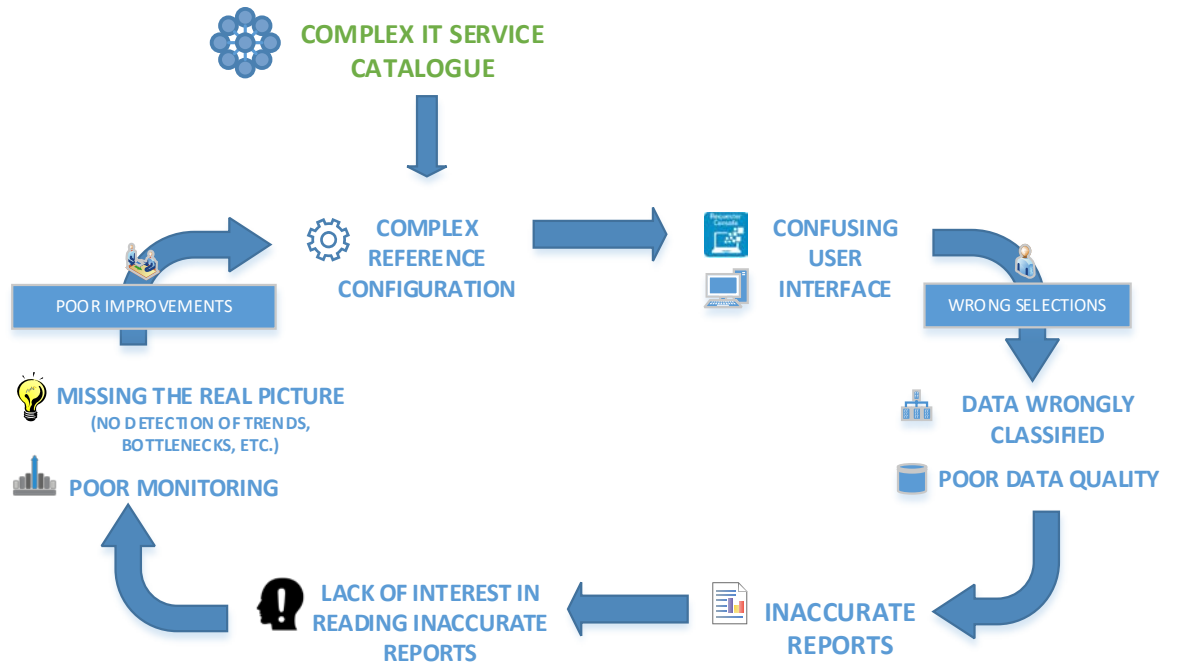 COMPLEX IT SERVICE
CATALOGUE
COMPLEX
REFERENCE
CONFIGURATION
Requester
Console
CONFUSING
USER
INTERFACE
POOR IMPROVEMENTS
WRONG SELECTIONS
MISSING THE REAL PICTURE
(NO DETECTION OF TRENDS,
BOTTLENECKS, ETC.)
POOR MONITORING
DATA WRONGLY
CLASSIFIED
POOR DATA QUALITY
LACK OF INTEREST IN
READING INACCURATE
REPORTS
INACCURATE
REPORTS